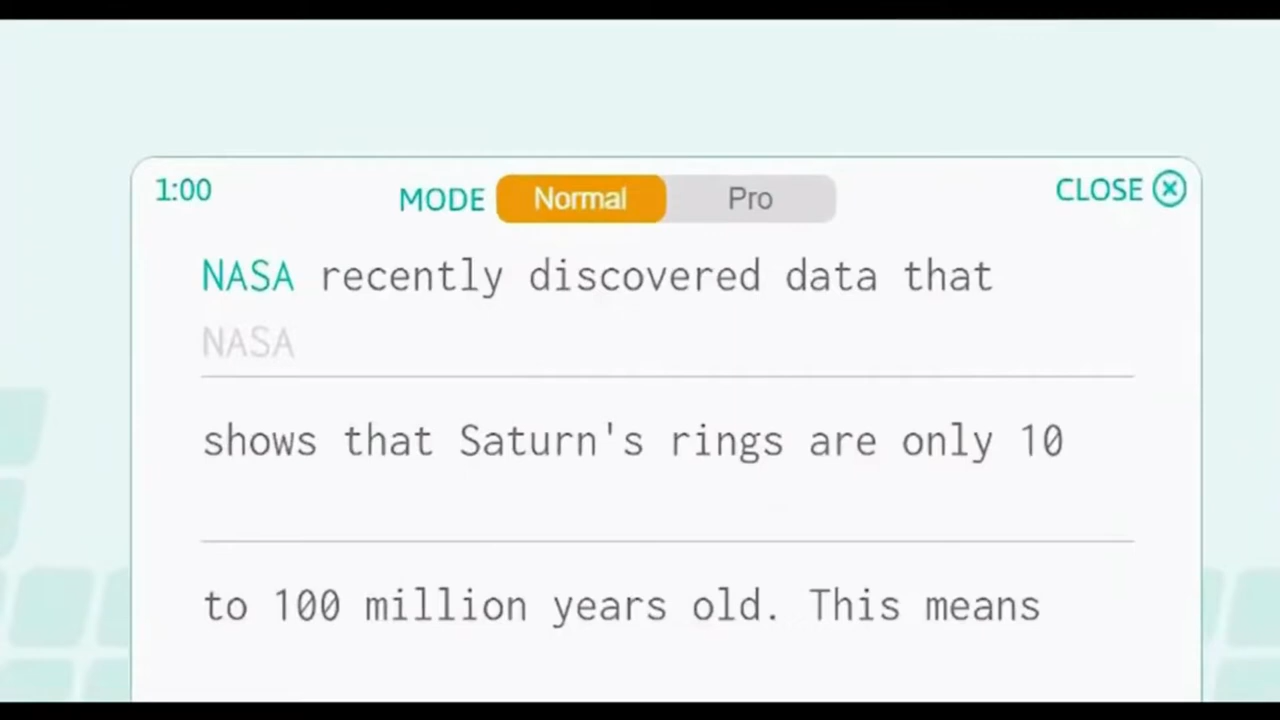 1:00 MODE Normal Pro CLOSE
NASA recently discovered data that
NASA
shows that Saturn's rings are only 10
to 100 million years old. This means